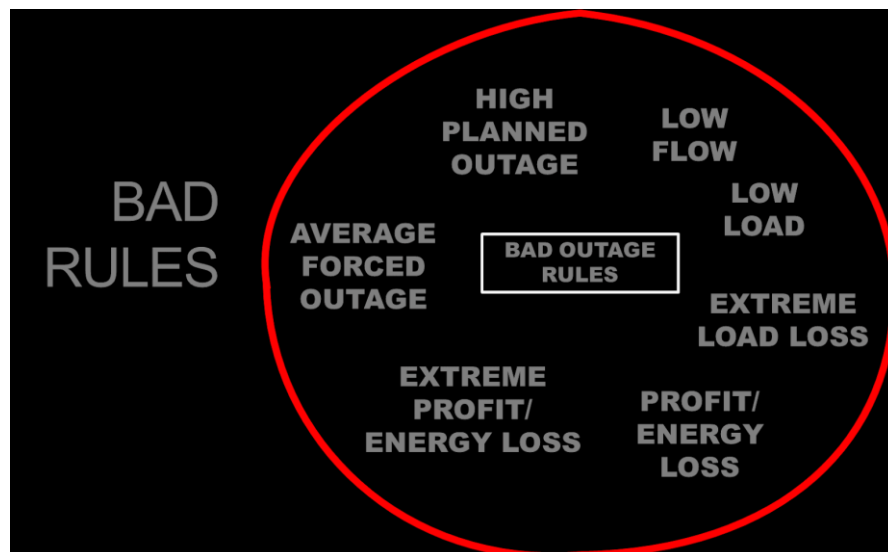 BAD
RULES
HIGH
PLANNED
OUTAGE
LOW
FLOW
LOW
LOAD
AVERAGE
FORCED
OUTAGE
BAD OUTAGE
RULES
EXTREME
LOAD LOSS
EXTREME
PROFIT/
ENERGY LOSS
PROFIT/
ENERGY
LOSS